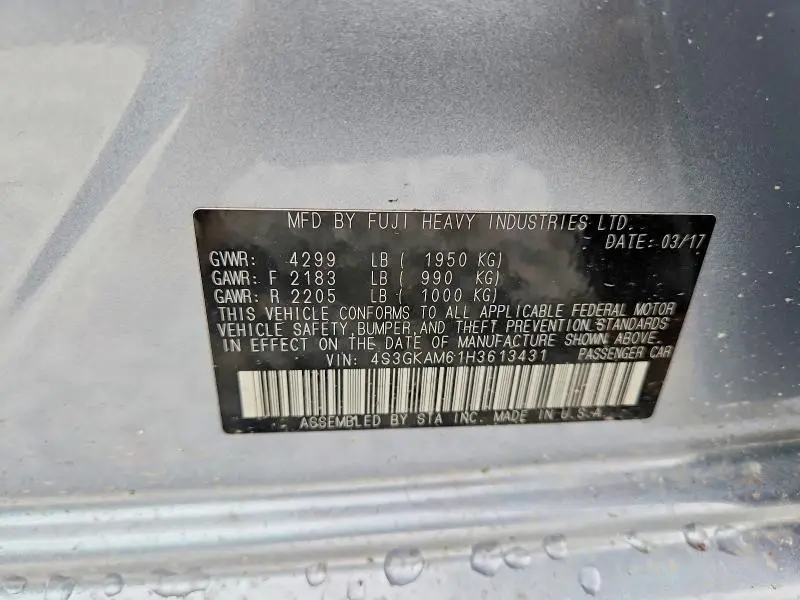 MFD BY FUJI HEAVY INDUSTRIES LTD.
DATE: 03/17
GVWR: 4299 LB ( 1950 KG)
GAWR: F 2183 LB ( 990 KG)
GAWR: R 2205 LB ( 1000 KG)
THIS VEHICLE CONFORMS TO ALL APPLICABLE FEDERAL MOTOR
VEHICLE SAFETY,BUMPER,AND THEFT PREVENTION STANDARDS
IN EFFECT ON THE DATE OF MANUFACTURE SHOWN ABOVE.
VIN: 4S3GKAM61H3613431 PASSENGER CAR
ASSEMBLED BY SIA INC. MADE IN U.S.A.